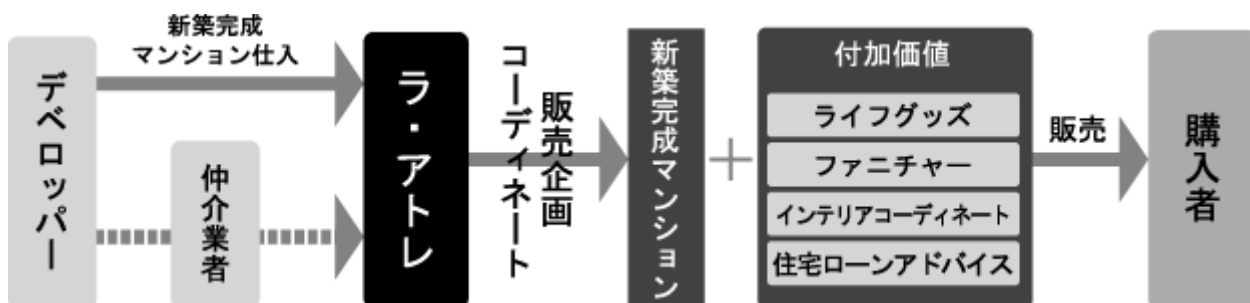 デベロッパー
新築完成
マンション仕入
仲介業者
ラ・アトレ
販売企画
コーディネート
新築完成マンション
＋
付加価値
ライフグッズ
ファニチャー
インテリアコーディネート
住宅ローンアドバイス
販売
購入者